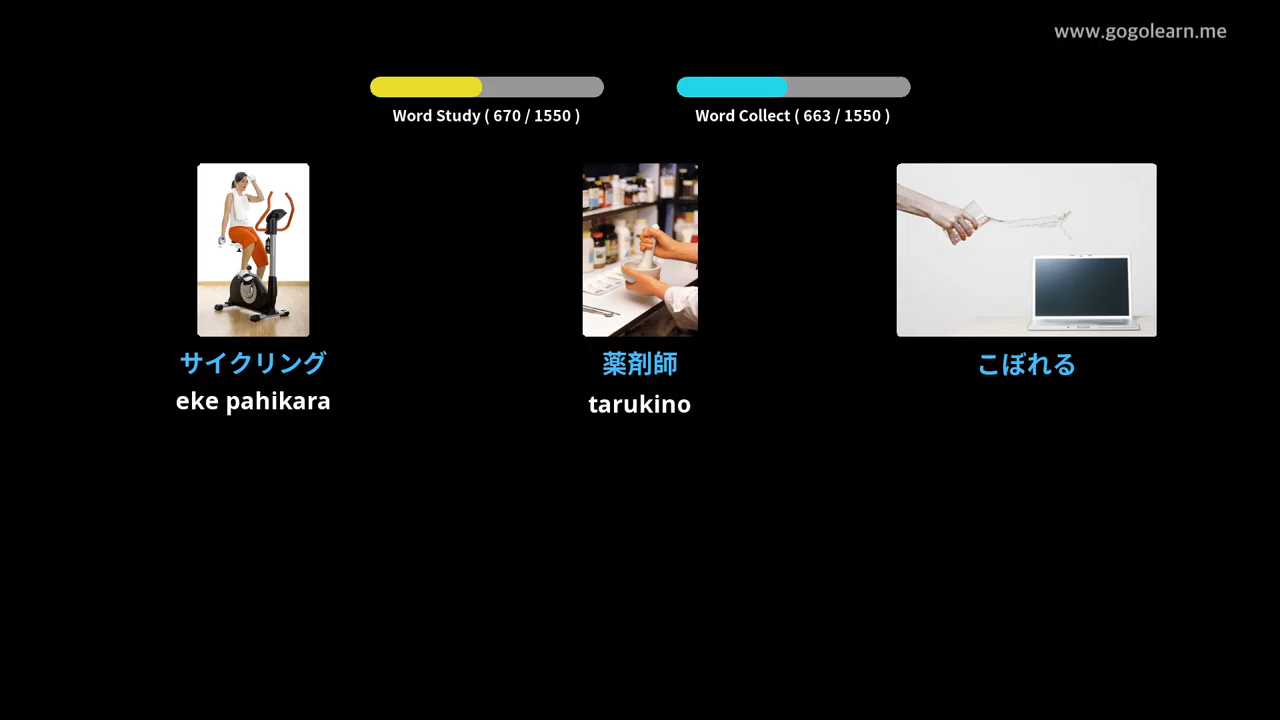 www.gogolearn.me
Word Study ( 670 / 1550 )
Word Collect ( 663 / 1550 )
サイクリング
eke pahikara
薬剤師
tarukino
こぼれる